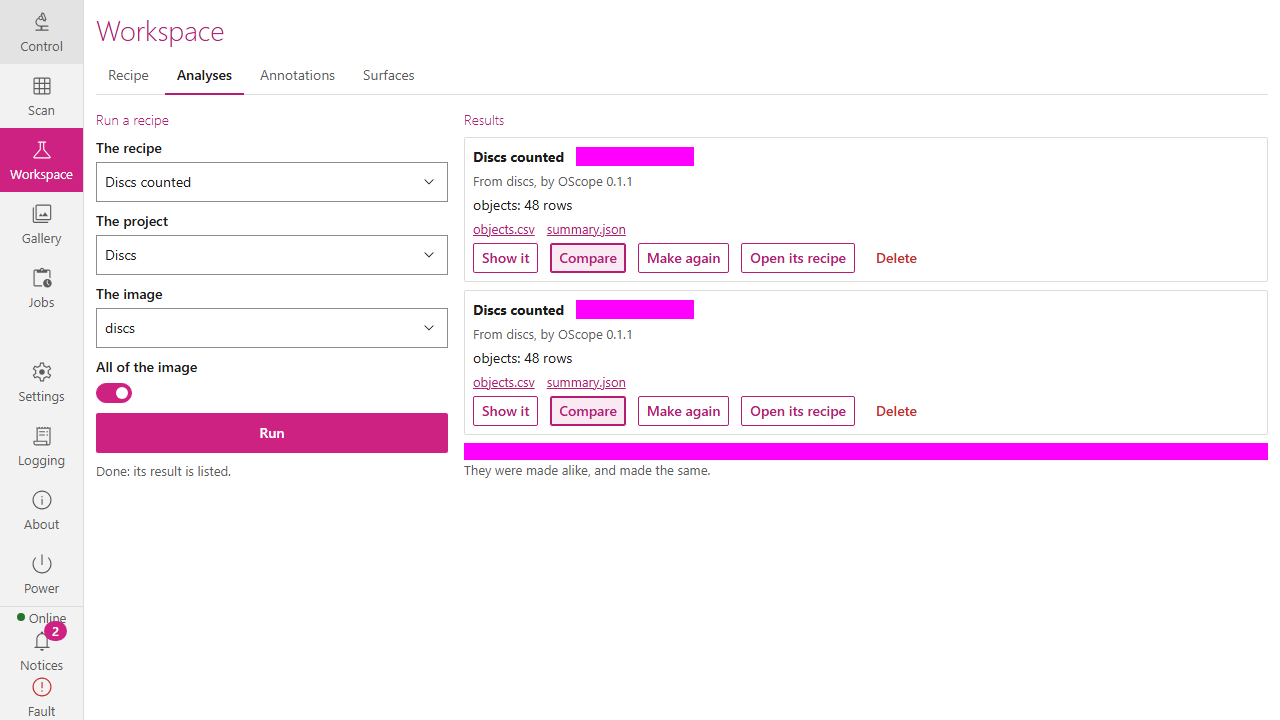 Control
Scan
Workspace
Gallery
Jobs
Settings
Logging
About
Power
Online
2
Notices
Fault
Workspace
Recipe
Analyses
Annotations
Surfaces
Run a recipe
The recipe
Discs counted
The project
Discs
The image
discs
All of the image
Run
Done: its result is listed.
Results
Discs counted
From discs, by OScope 0.1.1
objects: 48 rows
objects.csv summary.json
Show it Compare Make again Open its recipe Delete
Discs counted
From discs, by OScope 0.1.1
objects: 48 rows
objects.csv summary.json
Show it Compare Make again Open its recipe Delete
They were made alike, and made the same.